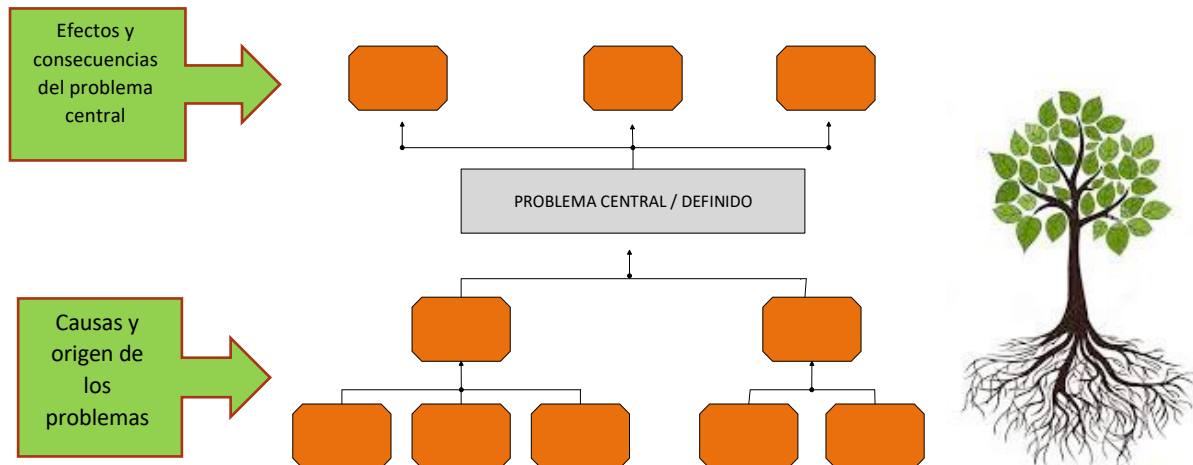 Efectos y
consecuencias
del problema
central
PROBLEMA CENTRAL / DEFINIDO
Causas y
origen de
los
problemas